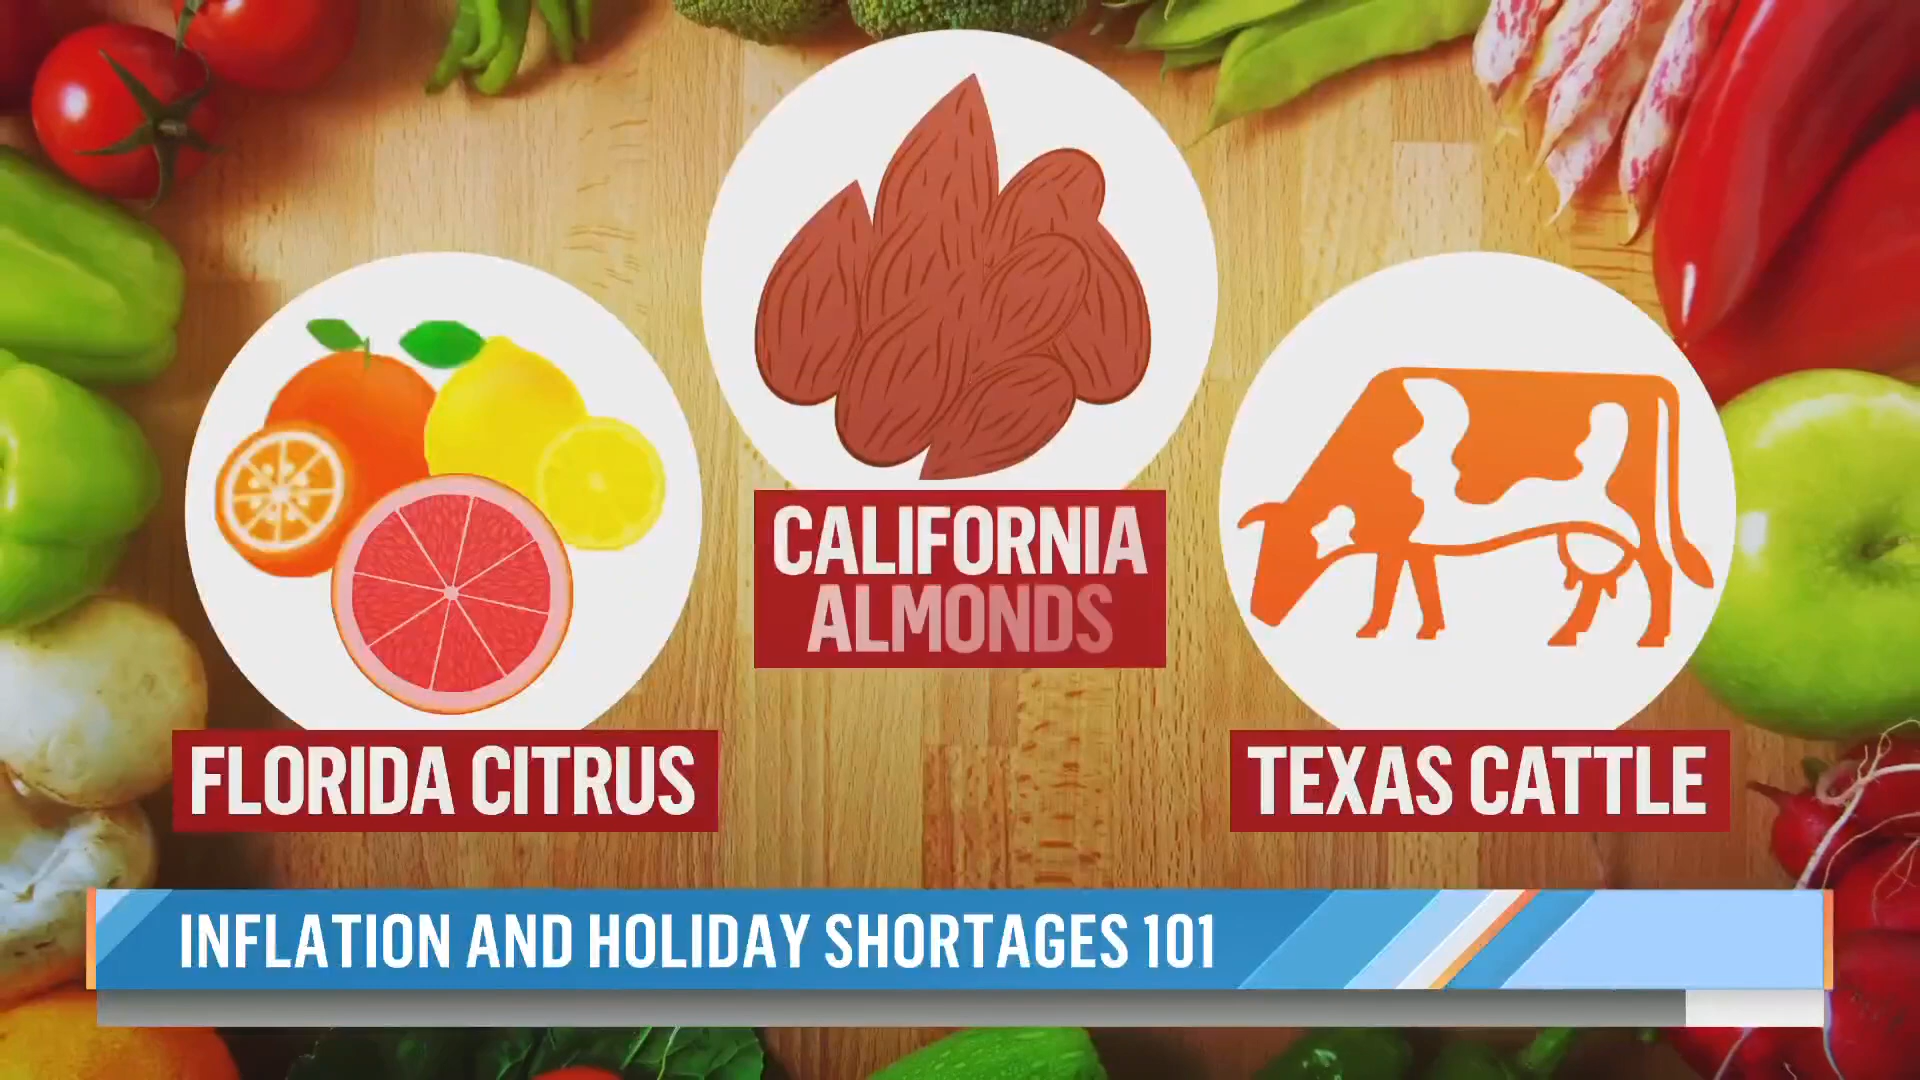 CALIFORNIA
ALMONDS
FLORIDA CITRUS
TEXAS CATTLE
INFLATION AND HOLIDAY SHORTAGES 101